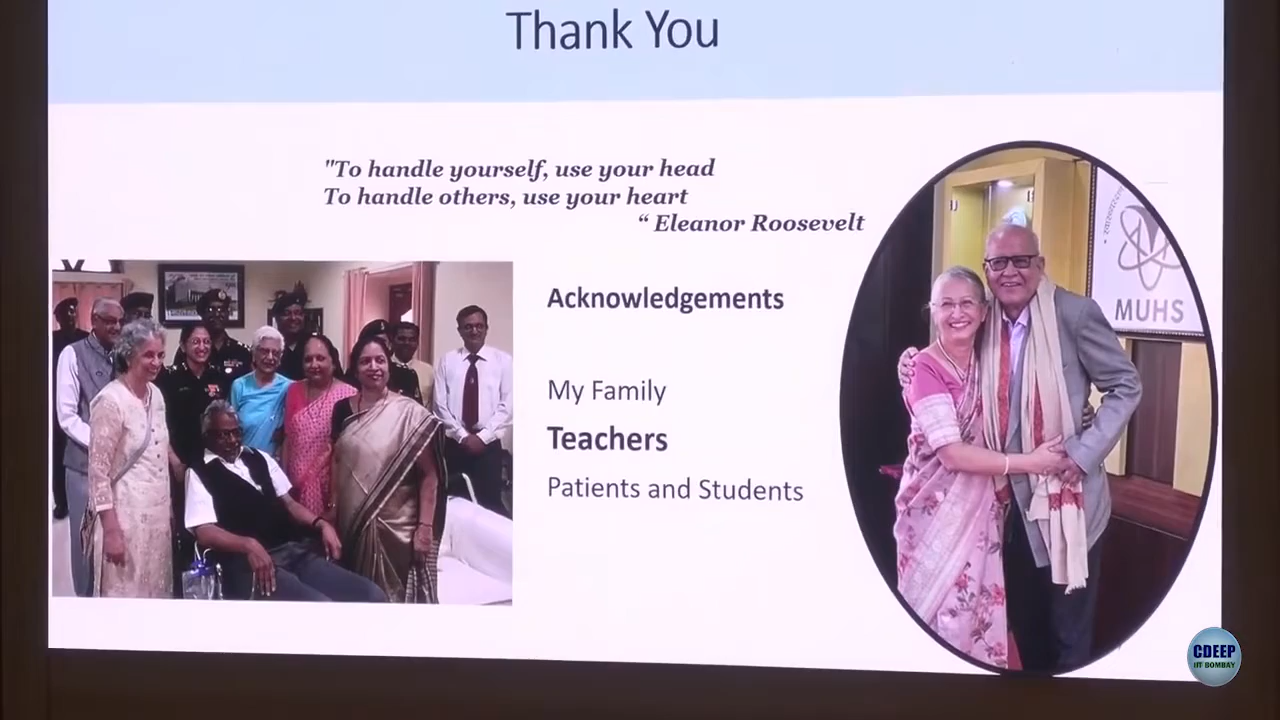 Thank You
"To handle yourself, use your head
To handle others, use your heart
“ Eleanor Roosevelt
Acknowledgements
My Family
Teachers
Patients and Students
MUHS
CDEEP
IIT BOMBAY